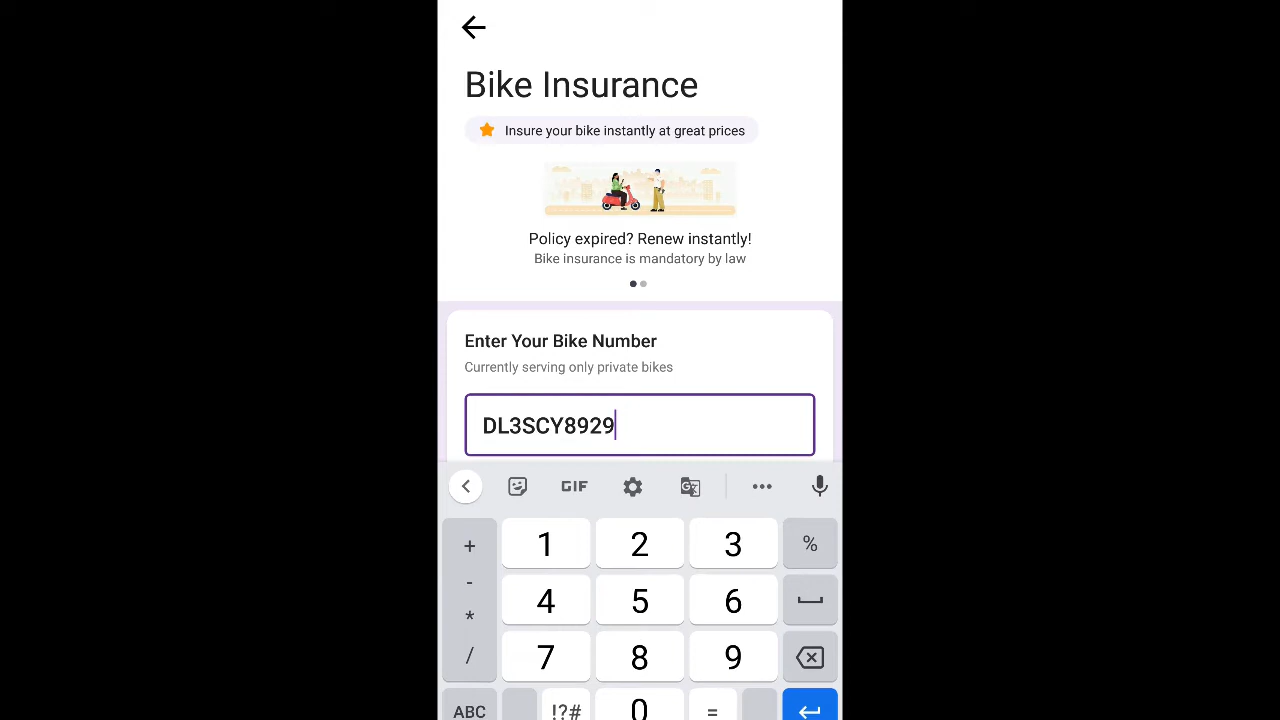 Bike Insurance
Insure your bike instantly at great prices
Policy expired? Renew instantly!
Bike insurance is mandatory by law
Enter Your Bike Number
Currently serving only private bikes
DL3SCY8929
GIF
+ 1 2 3 %
- 4 5 6
*
/ 7 8 9
ABC !?# 0 =